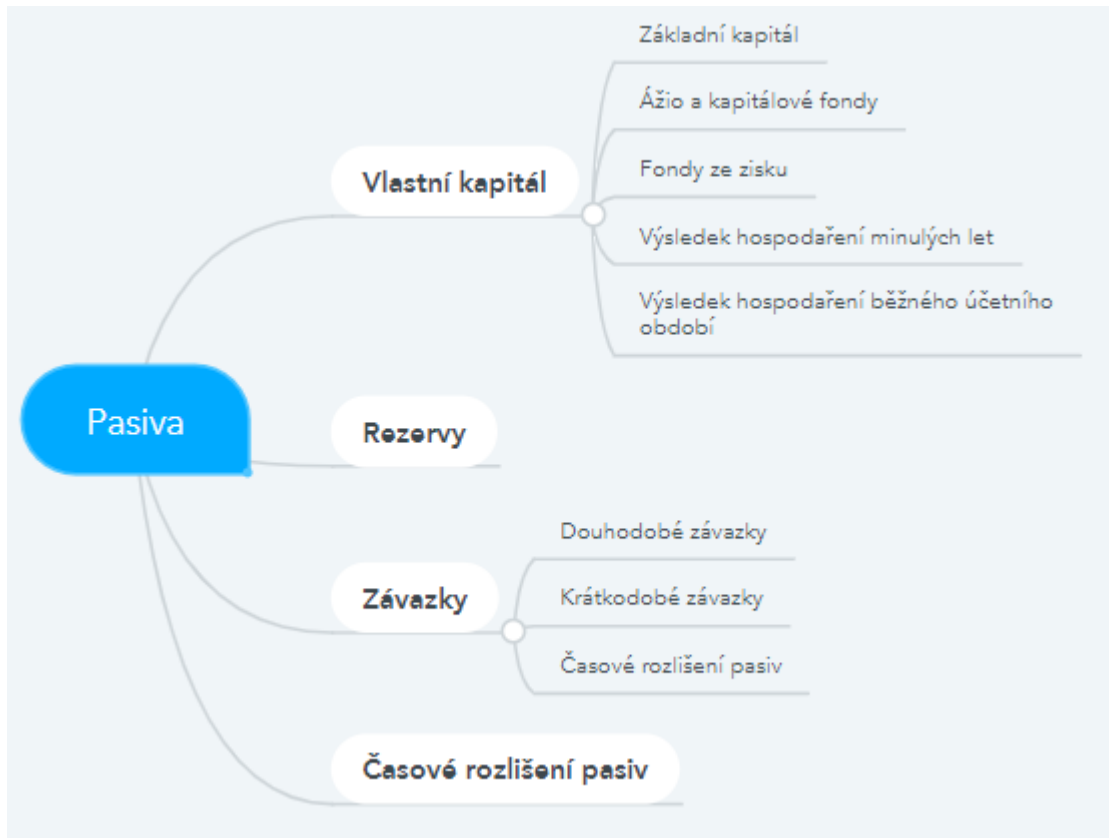 Základní kapitál
Ážio a kapitálové fondy
Fondy ze zisku
Vlastní kapitál
Výsledek hospodaření minulých let
Výsledek hospodaření běžného účetního
období
Pasiva
Rezervy
Douhodobé závazky
Závazky
Krátkodobé závazky
Časové rozlišení pasiv
Časové rozlišení pasiv